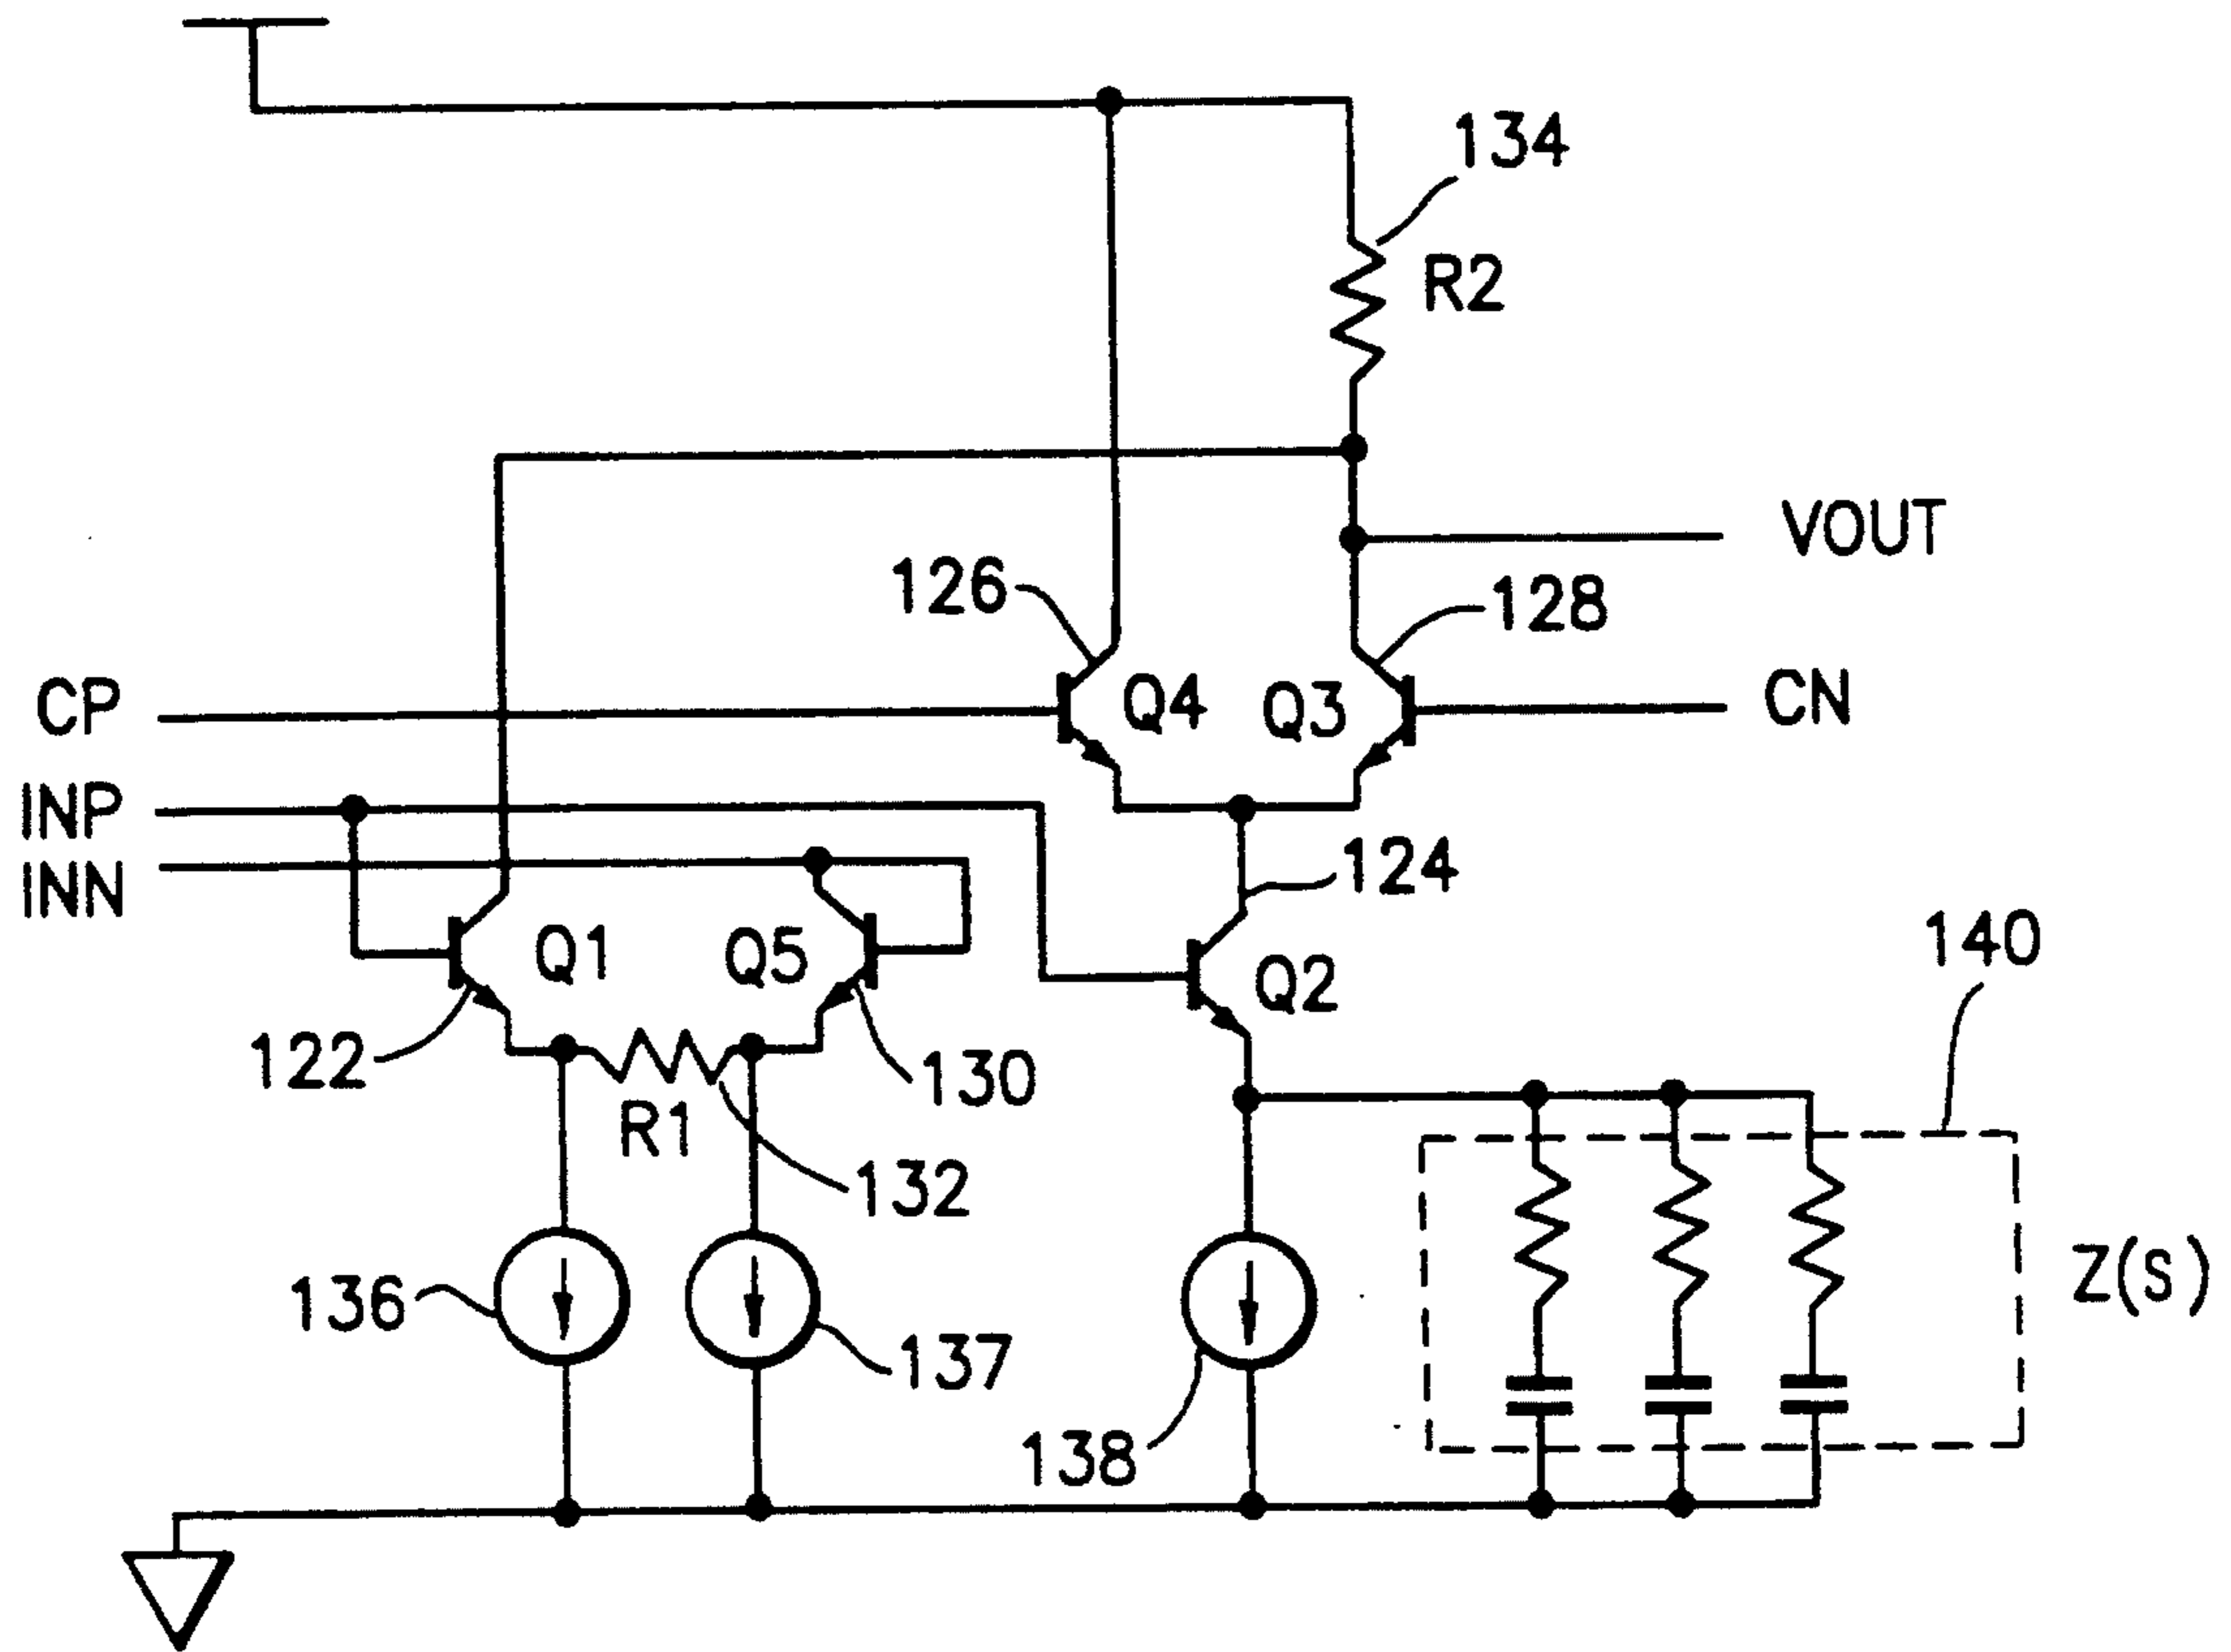 134
R2
VOUT
126
128
CP
Q4
Q3
CN
INP
INN
124
Q1
Q5
Q2
140
122
130
R1
132
136
137
138
Z(S)